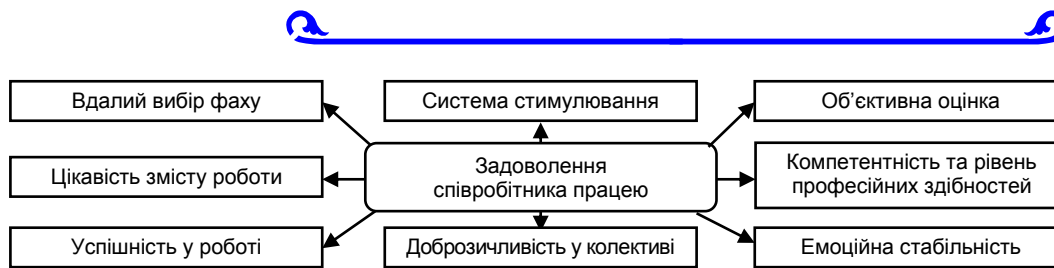 Вдалий вибір фаху
Система стимулювання
Об’єктивна оцінка
Цікавість змісту роботи
Задоволення
співробітника працею
Компетентність та рівень
професійних здібностей
Успішність у роботі
Доброзичливість у колективі
Емоційна стабільність